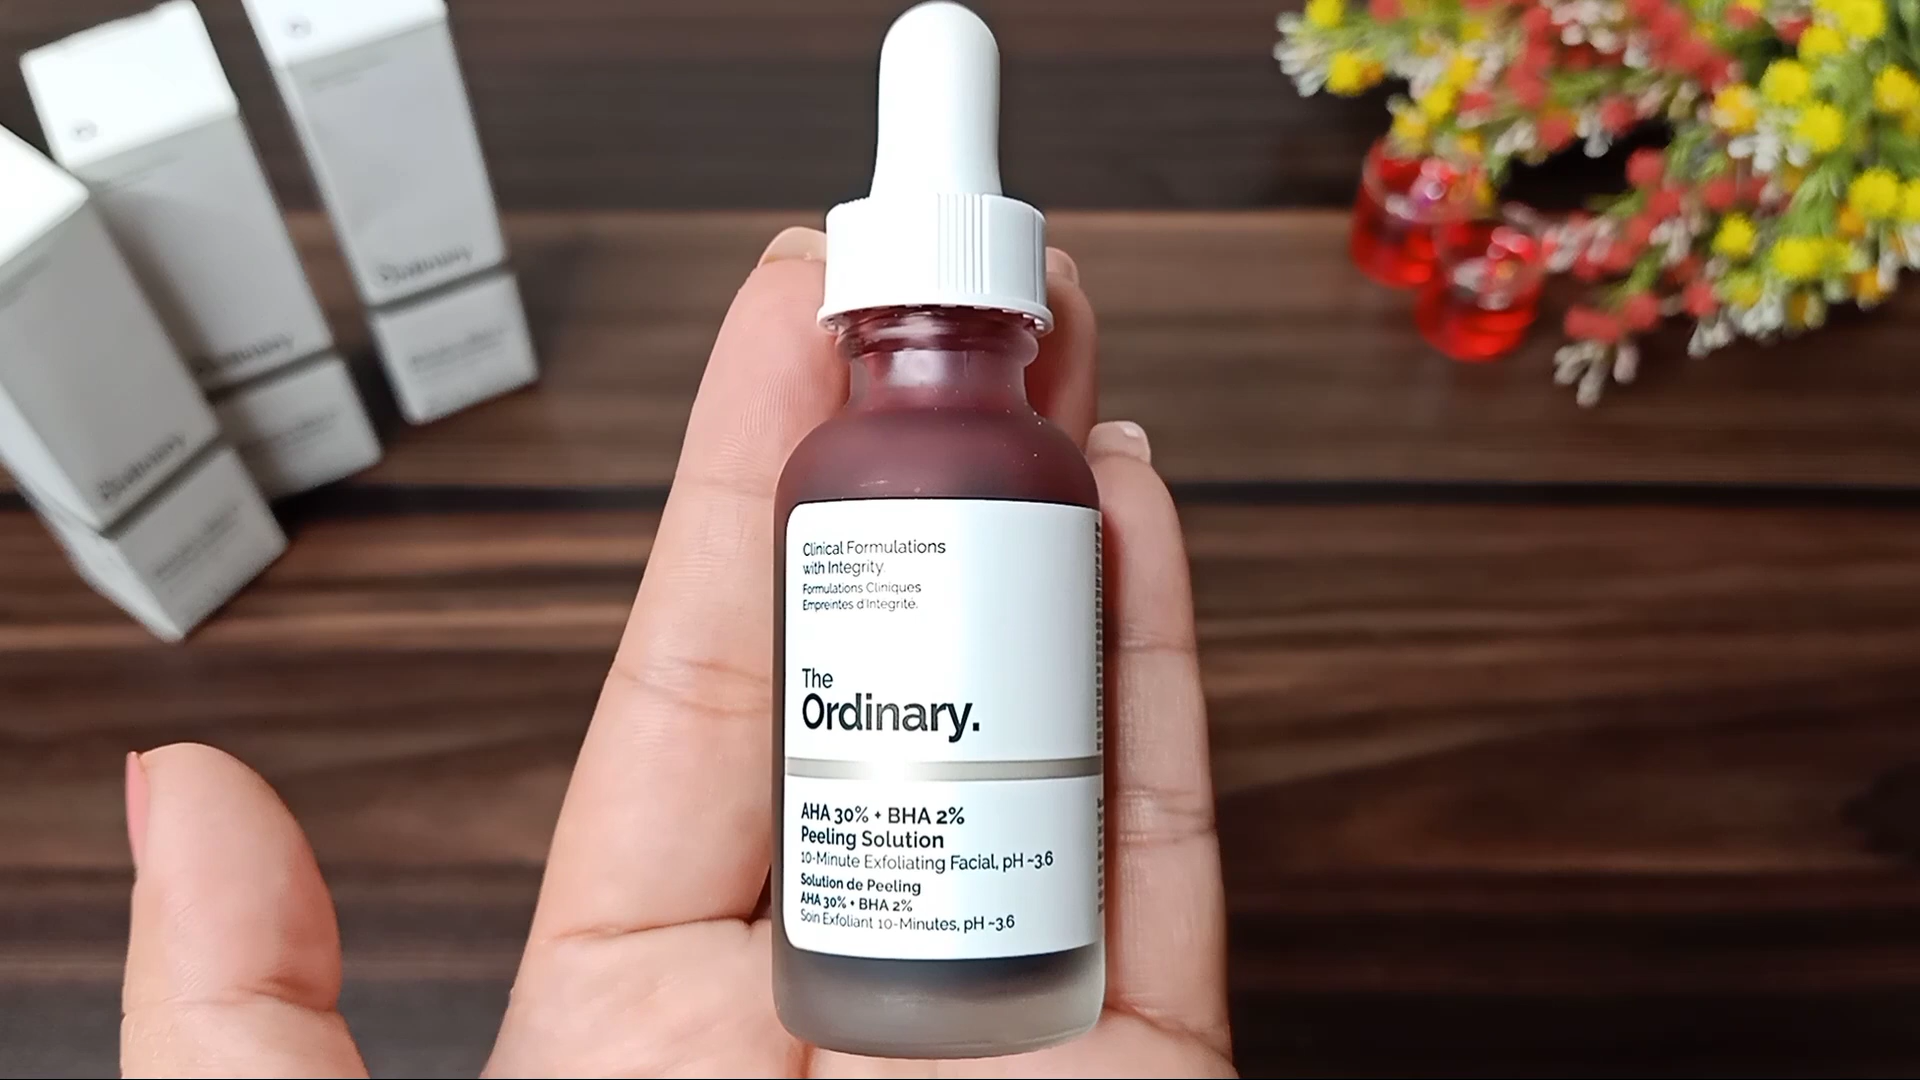 Clinical Formulations
with Integrity.
Formulations Cliniques
Empreintes d'Intégrité.
The
Ordinary.
AHA 30% + BHA 2%
Peeling Solution
10-Minute Exfoliating Facial, pH ~3.6
Solution de Peeling
AHA 30% + BHA 2%
Soin Exfoliant 10-Minutes, pH ~3.6